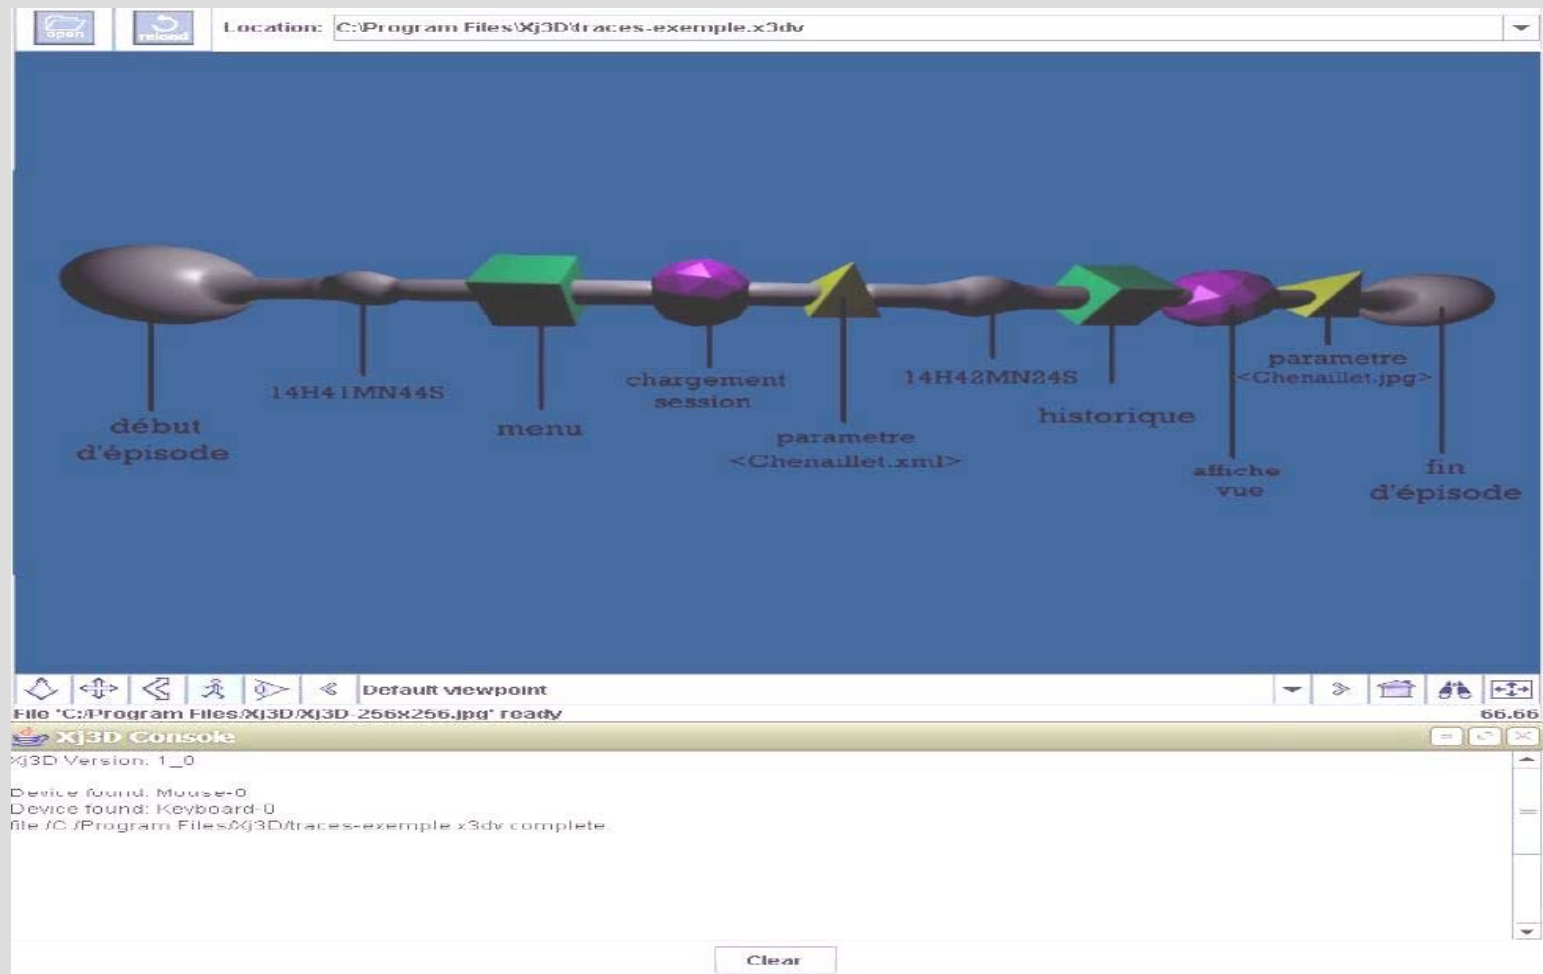 open
reload
Location: C:\Program Files\Xj3D\traces-exemple.x3dv
début
d'épisode
14H41MN44S
menu
chargement
session
parametre
<Chenaillet.xml>
14H42MN24S
historique
affiche
vue
parametre
<Chenaillet.jpg>
fin
d'épisode
Default viewpoint
File 'C:/Program Files/Xj3D/Xj3D-256x256.jpg' ready
66.66
Xj3D Console
Xj3D Version: 1_0
Device found: Mouse-0
Device found: Keyboard-0
file /C:/Program Files/Xj3D/traces-exemple.x3dv complete
Clear